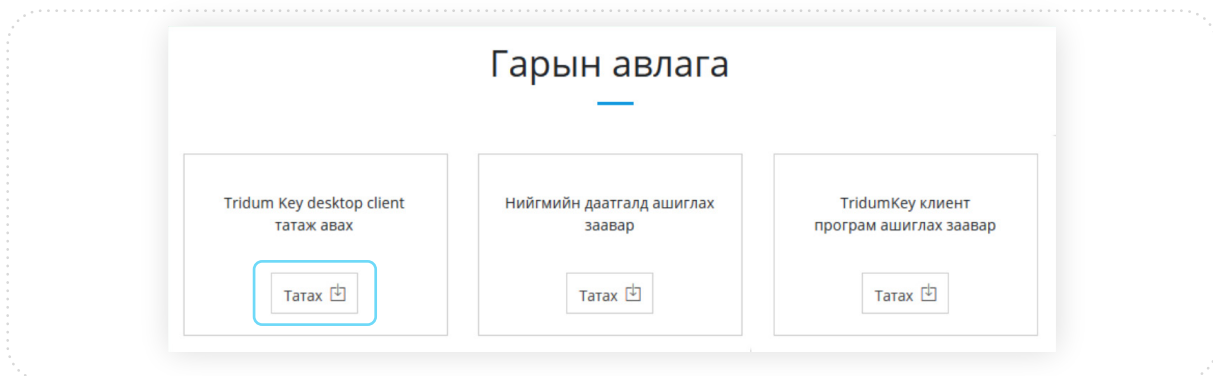 Гарын авлага
Tridum Key desktop client
татаж авах
Татах
Нийгмийн даатгалд ашиглах
заавар
Татах
TridumKey клиент
програм ашиглах заавар
Татах